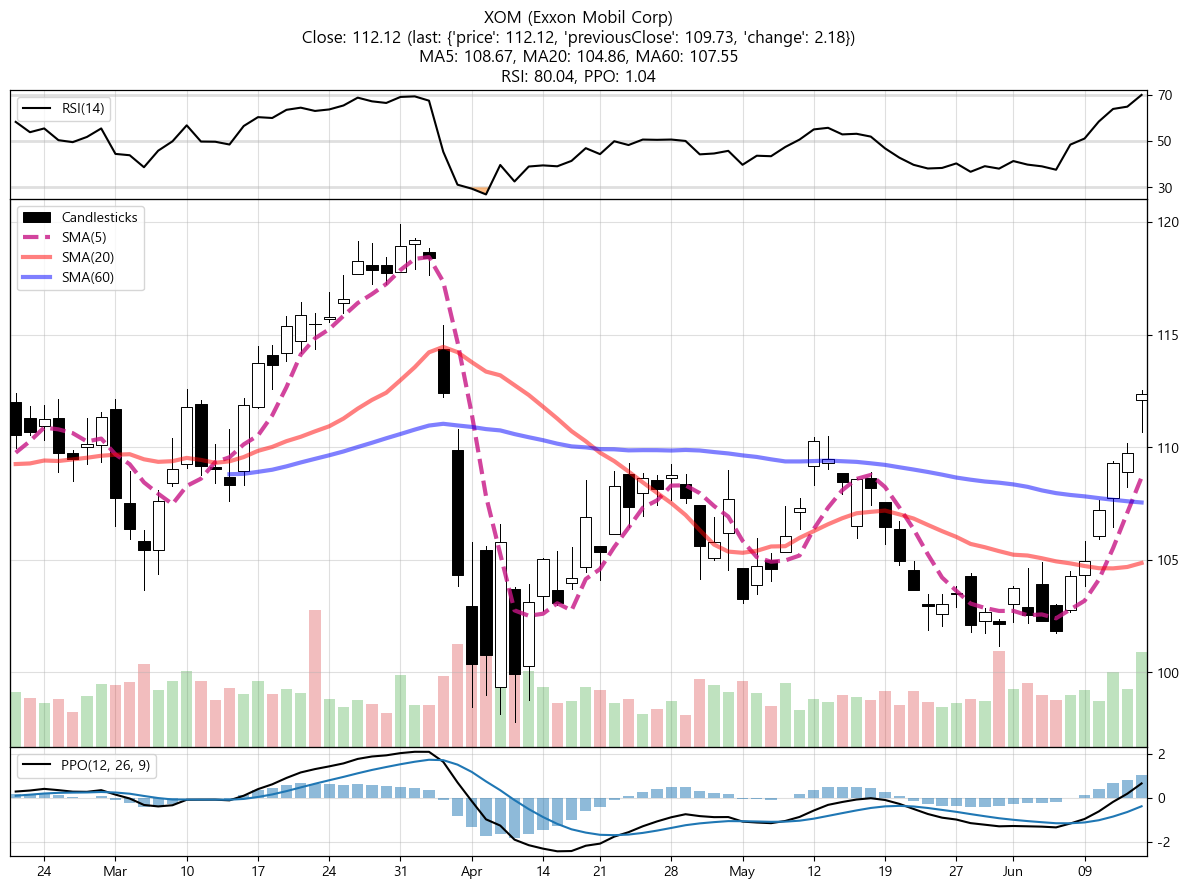 XOM (Exxon Mobil Corp)
Close: 112.12 (last: {'price': 112.12, 'previousClose': 109.73, 'change': 2.18})
MA5: 108.67, MA20: 104.86, MA60: 107.55
RSI: 80.04, PPO: 1.04
RSI(14)
70
50
30
Candlesticks
SMA(5)
SMA(20)
SMA(60)
120
115
110
105
100
PPO(12, 26, 9)
2
0
-2
24 Mar 10 17 24 31 Apr 14 21 28 May 12 19 27 Jun 09